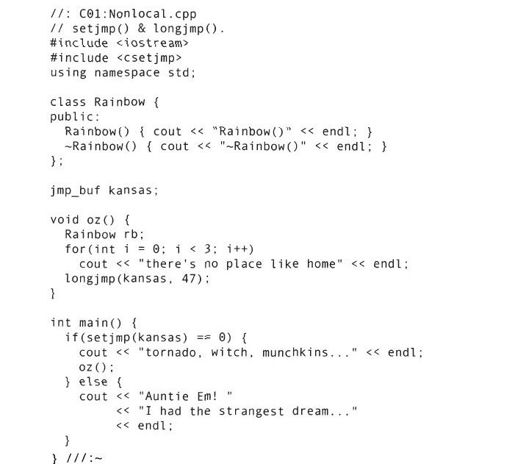 //: C01:Nonlocal.cpp
// setjmp() & longjmp().
#include <iostream>
#include <csetjmp>
using namespace std;

class Rainbow {
public:
  Rainbow() { cout << "Rainbow()" << endl; }
  ~Rainbow() { cout << "~Rainbow()" << endl; }
};

jmp_buf kansas;

void oz() {
  Rainbow rb;
  for(int i = 0; i < 3; i++)
    cout << "there's no place like home" << endl;
  longjmp(kansas, 47);
}

int main() {
  if(setjmp(kansas) == 0) {
    cout << "tornado, witch, munchkins..." << endl;
    oz();
  } else {
    cout << "Auntie Em! "
         << "I had the strangest dream..."
         << endl;
  }
} ///:~